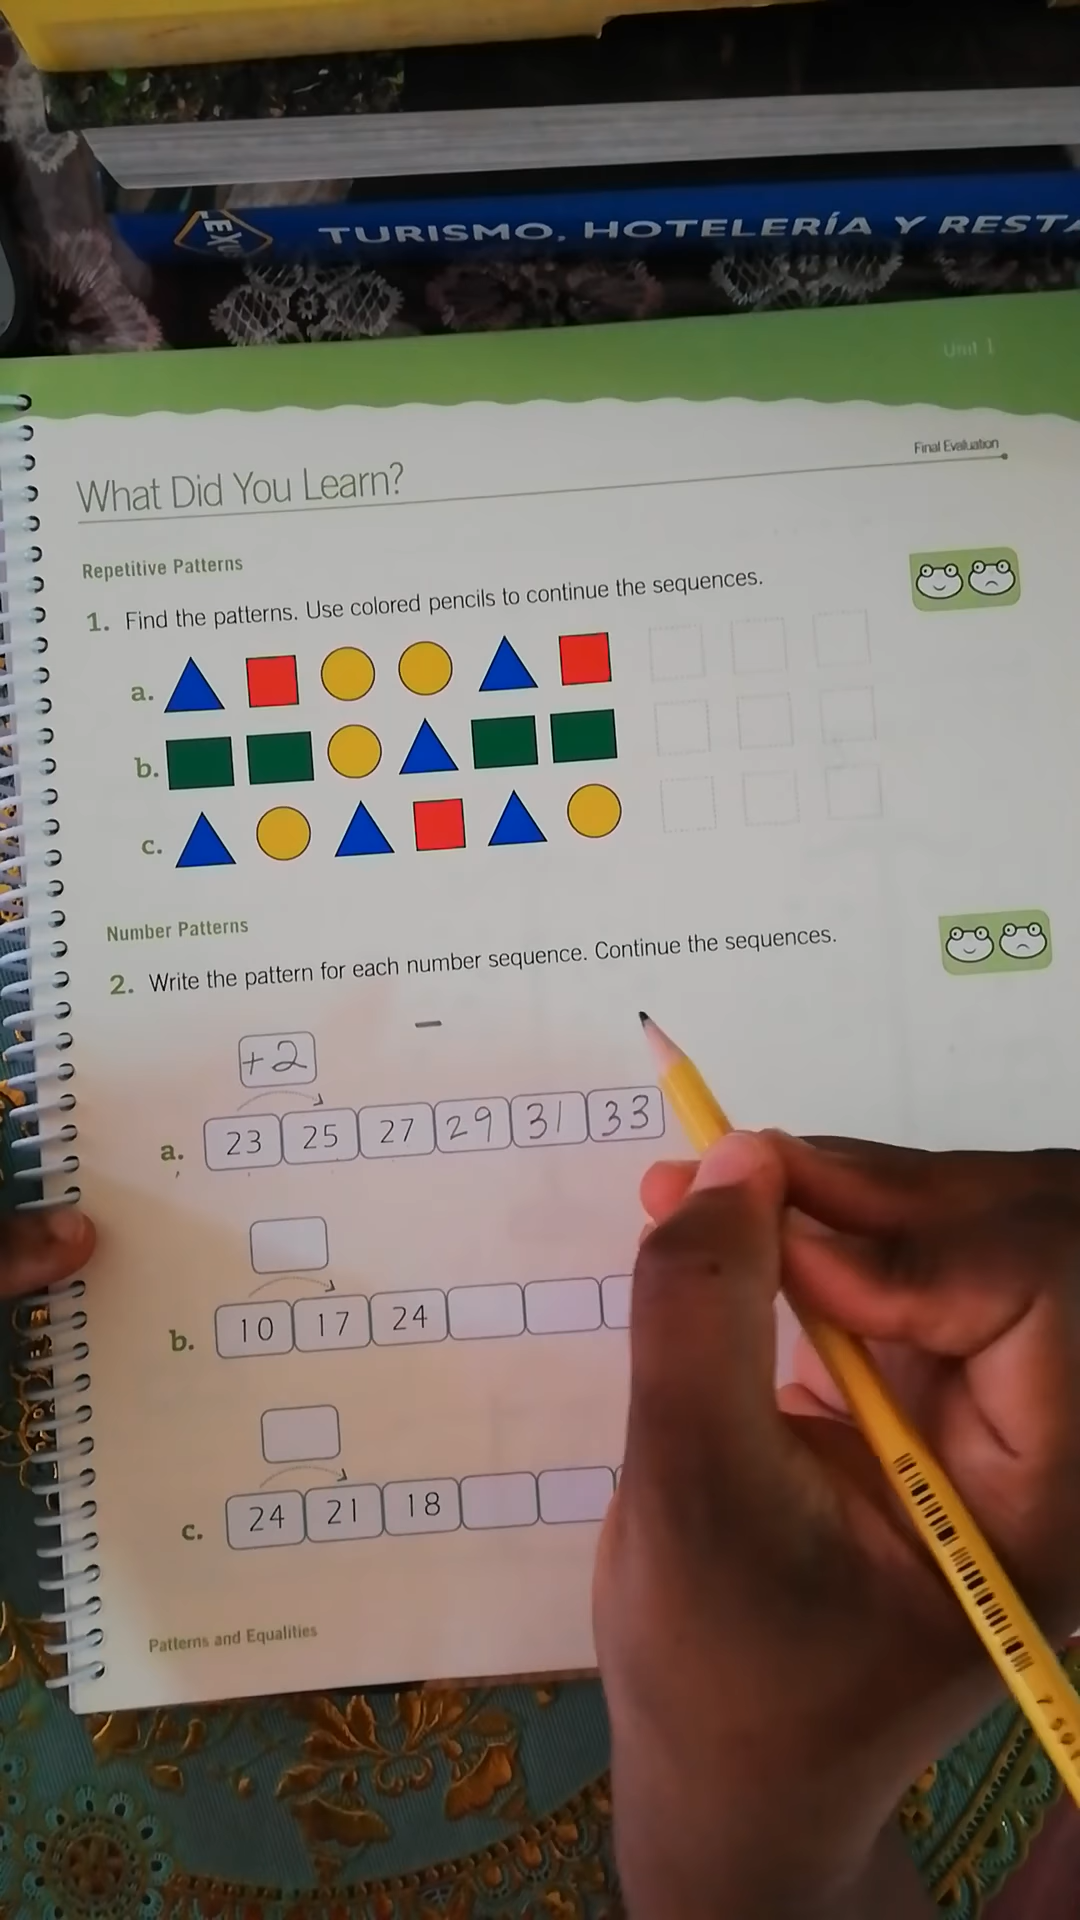 TURISMO, HOTELERÍA Y
Unit 1
Final Evaluation
What Did You Learn?
Repetitive Patterns
1. Find the patterns. Use colored pencils to continue the sequences.
a.
b.
c.
Number Patterns
2. Write the pattern for each number sequence. Continue the sequences.
+2
a. 23 25 27 29 31 33
b. 10 17 24
c. 24 21 18
Patterns and Equalities